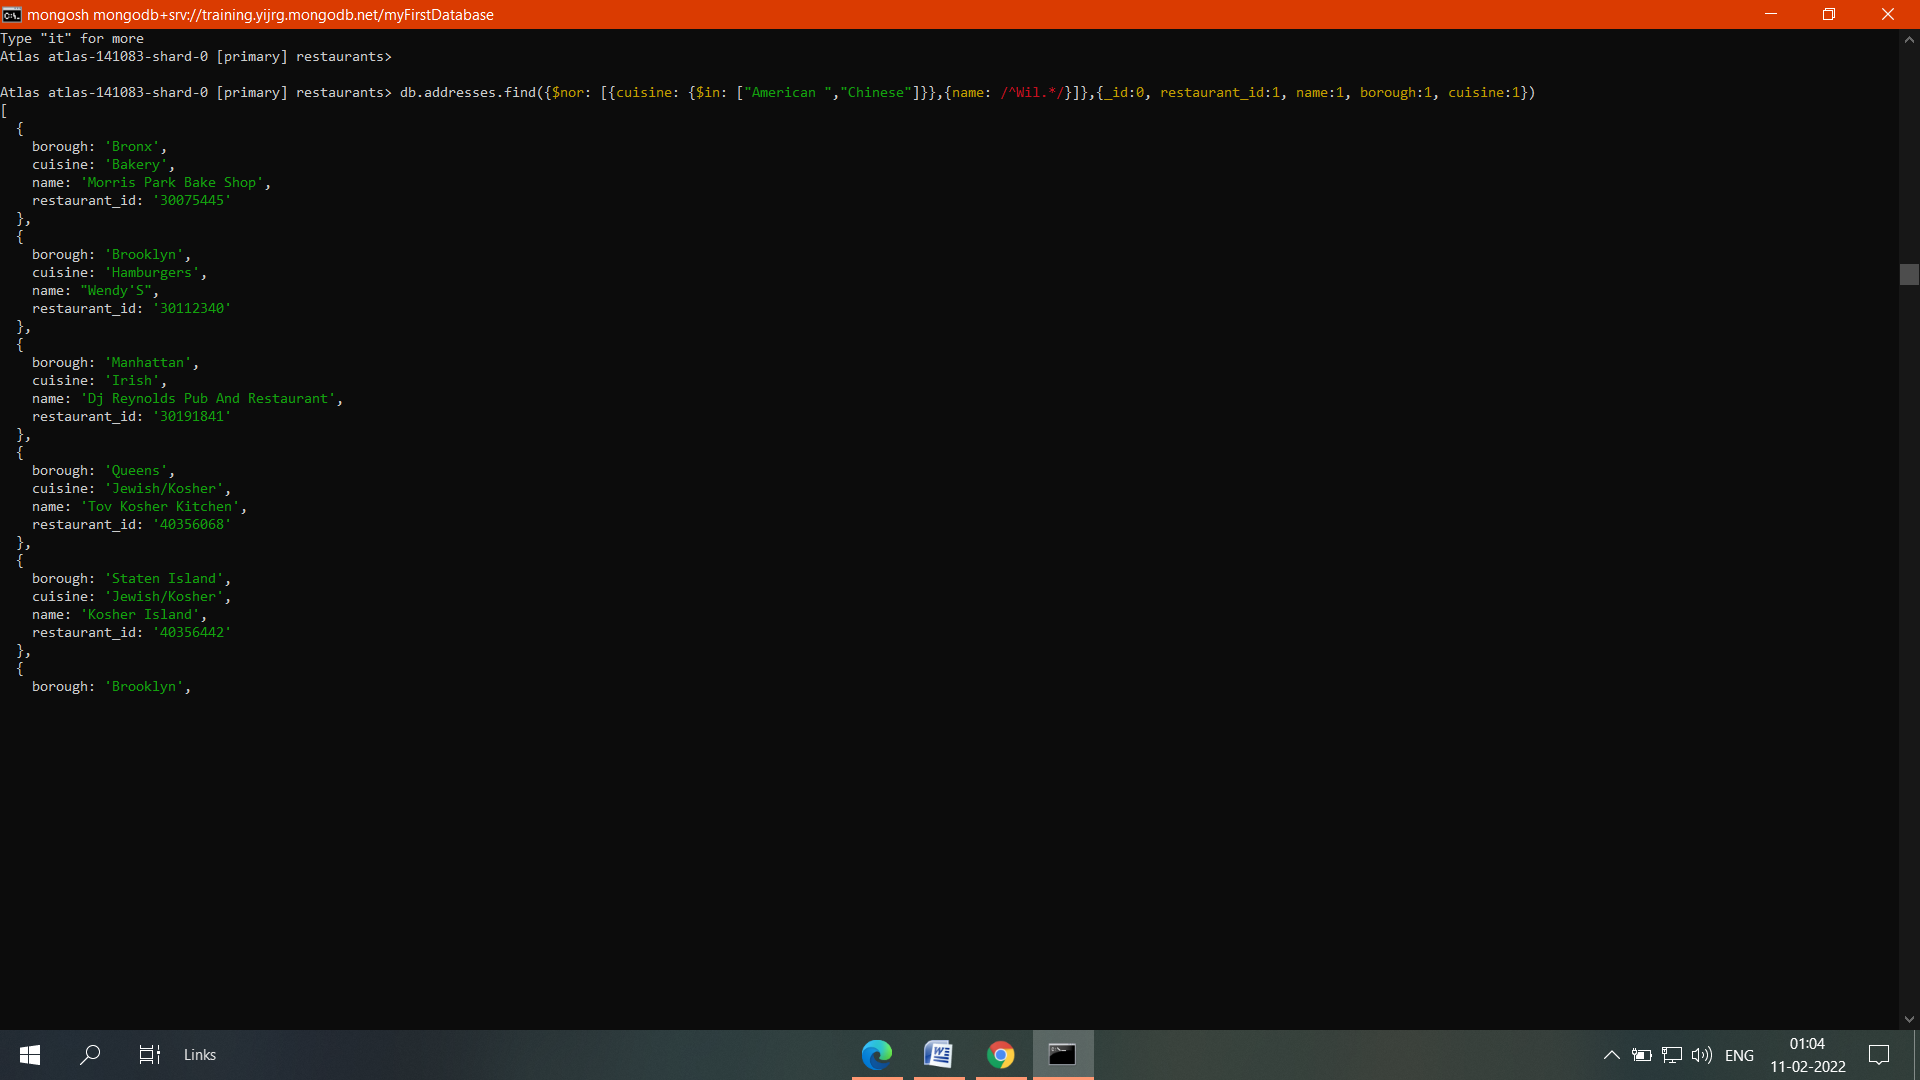 mongosh mongodb+srv://training.yijrg.mongodb.net/myFirstDatabase
Type "it" for more
Atlas atlas-141083-shard-0 [primary] restaurants>
Atlas atlas-141083-shard-0 [primary] restaurants> db.addresses.find({$nor: [{cuisine: {$in: ["American ","Chinese"]}},{name: /^Wil.*/}]},{_id:0, restaurant_id:1, name:1, borough:1, cuisine:1})
[
  {
    borough: 'Bronx',
    cuisine: 'Bakery',
    name: 'Morris Park Bake Shop',
    restaurant_id: '30075445'
  },
  {
    borough: 'Brooklyn',
    cuisine: 'Hamburgers',
    name: "Wendy'S",
    restaurant_id: '30112340'
  },
  {
    borough: 'Manhattan',
    cuisine: 'Irish',
    name: 'Dj Reynolds Pub And Restaurant',
    restaurant_id: '30191841'
  },
  {
    borough: 'Queens',
    cuisine: 'Jewish/Kosher',
    name: 'Tov Kosher Kitchen',
    restaurant_id: '40356068'
  },
  {
    borough: 'Staten Island',
    cuisine: 'Jewish/Kosher',
    name: 'Kosher Island',
    restaurant_id: '40356442'
  },
  {
    borough: 'Brooklyn',
Links
ENG
01:04
11-02-2022